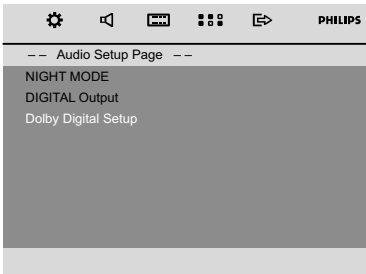 PHILIPS
– – Audio Setup Page – –
NIGHT MODE
DIGITAL Output
Dolby Digital Setup